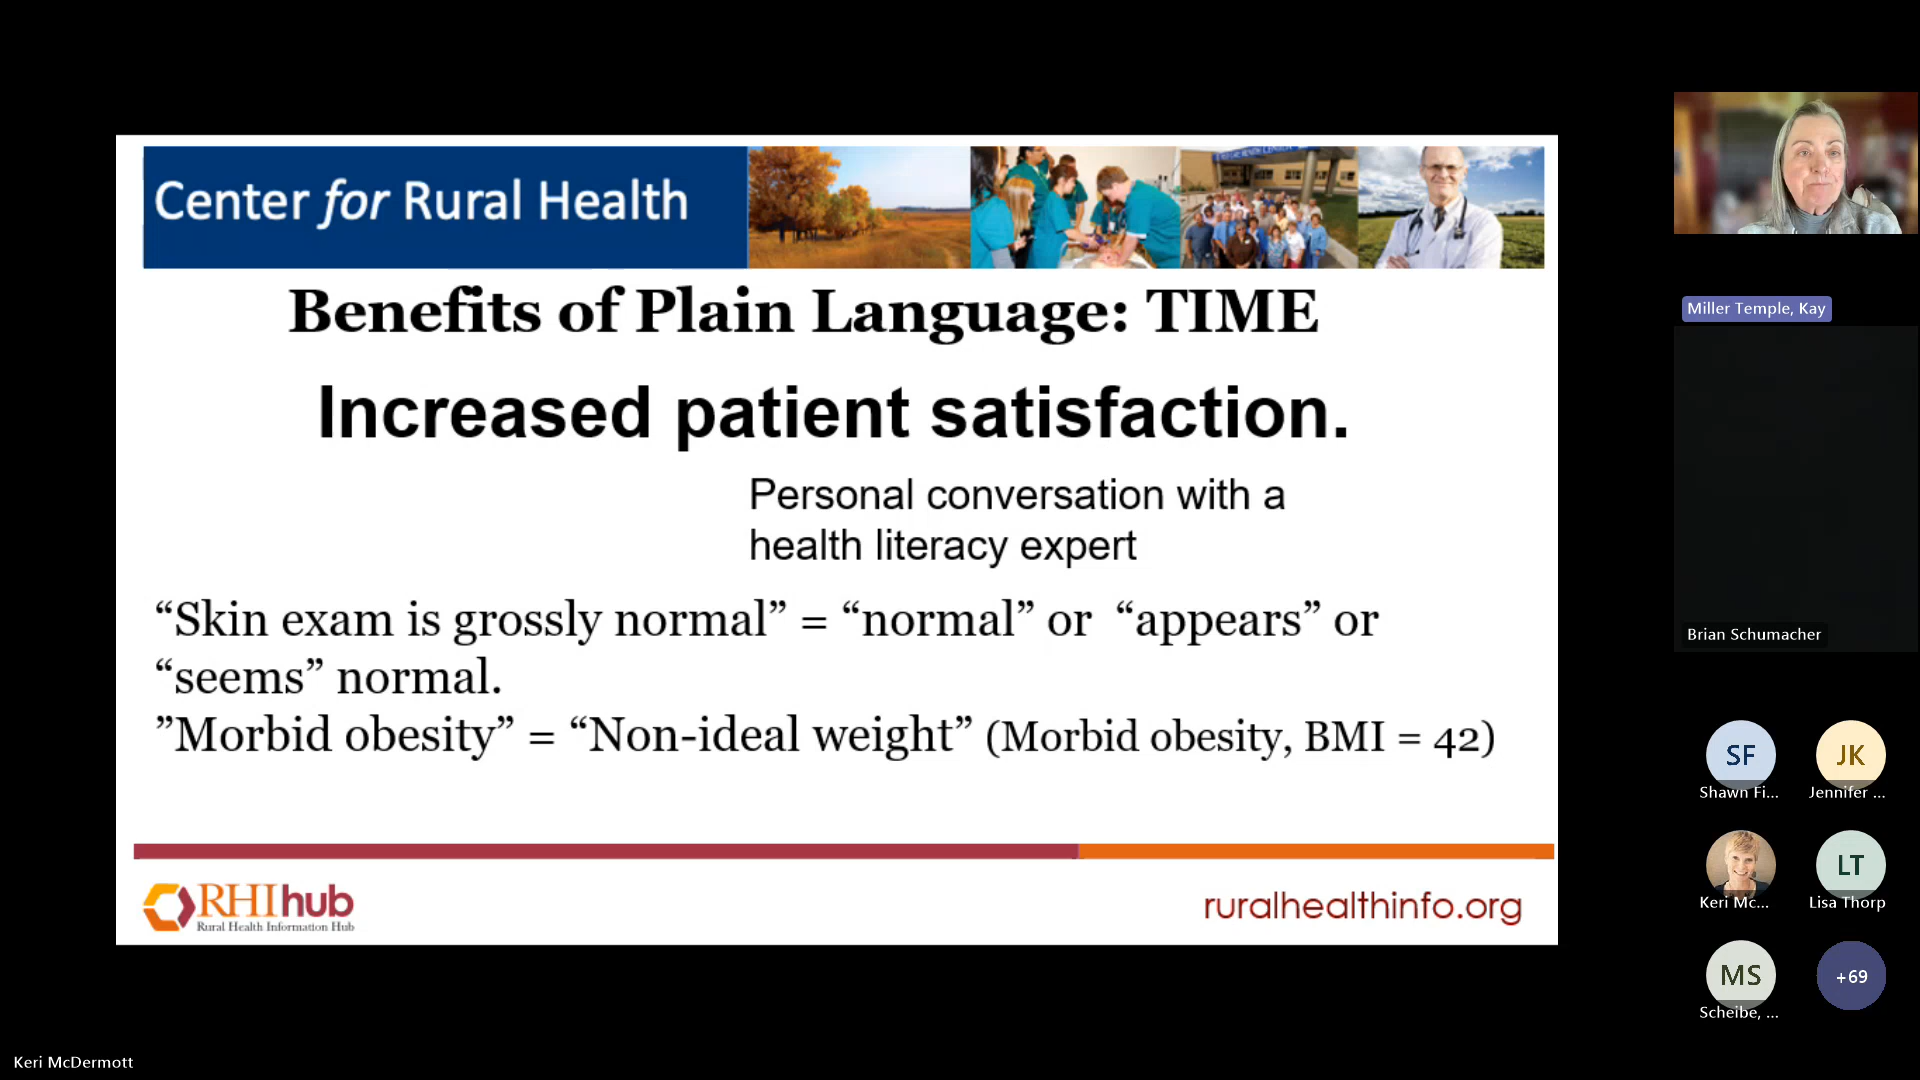 Center for Rural Health
Benefits of Plain Language: TIME
Increased patient satisfaction.
Personal conversation with a
health literacy expert
“Skin exam is grossly normal” = “normal” or “appears” or
“seems” normal.
”Morbid obesity” = “Non-ideal weight” (Morbid obesity, BMI = 42)
RHIhub
Rural Health Information Hub
ruralhealthinfo.org
Miller Temple, Kay
Brian Schumacher
SF
Shawn Fi...
JK
Jennifer ...
Keri Mc...
LT
Lisa Thorp
MS
Scheibe, ...
+69
Keri McDermott